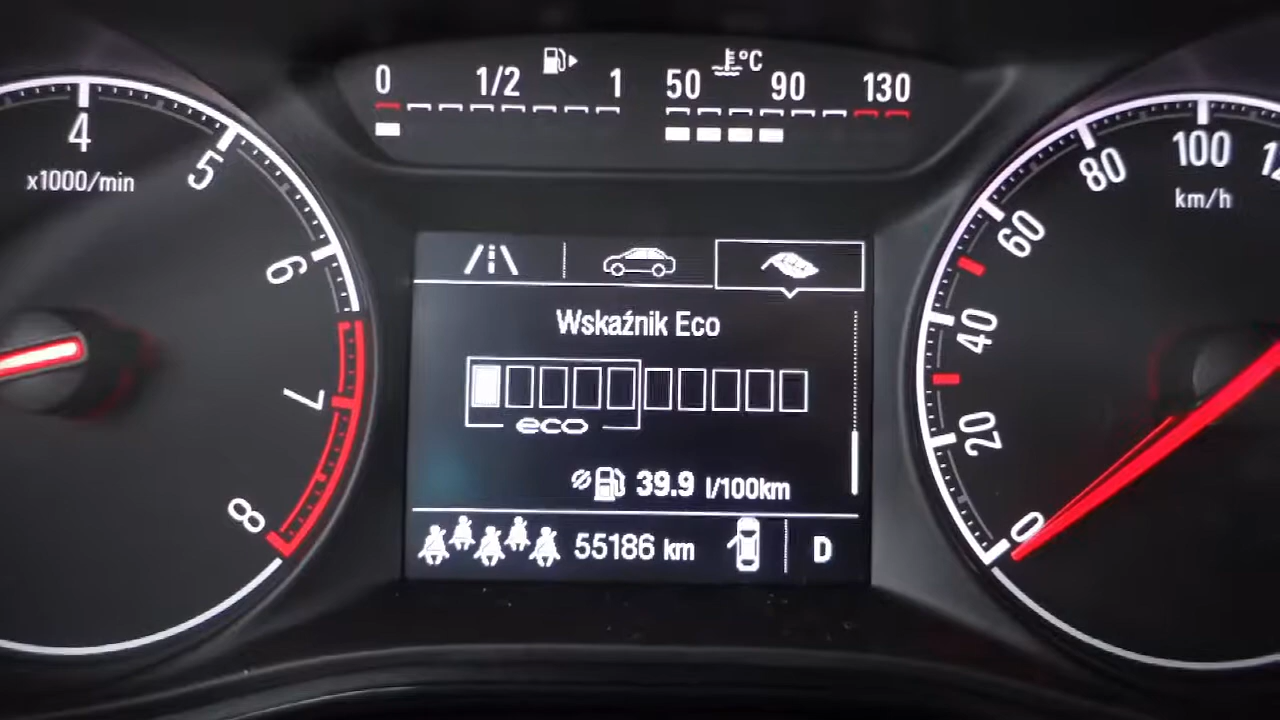 0 1/2 1 50 90 130
°C
4 5 6 7 8
x1000/min
Wskaźnik Eco
eco
Ø 39.9 l/100km
55186 km D
0 20 40 60 80 100
km/h